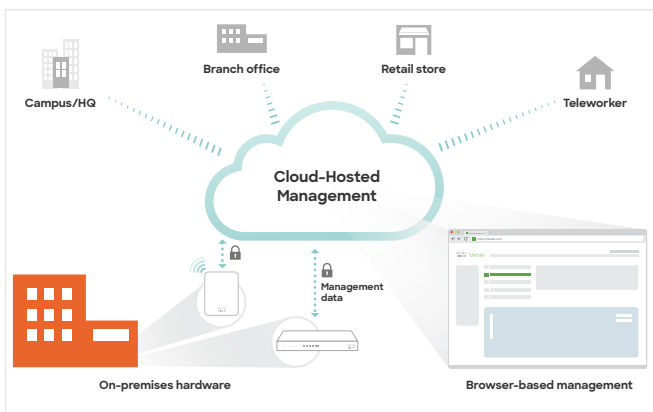 Branch office
Retail store
Campus/HQ
Teleworker
Cloud-Hosted
Management
Management
data
Meraki
On-premises hardware
Browser-based management